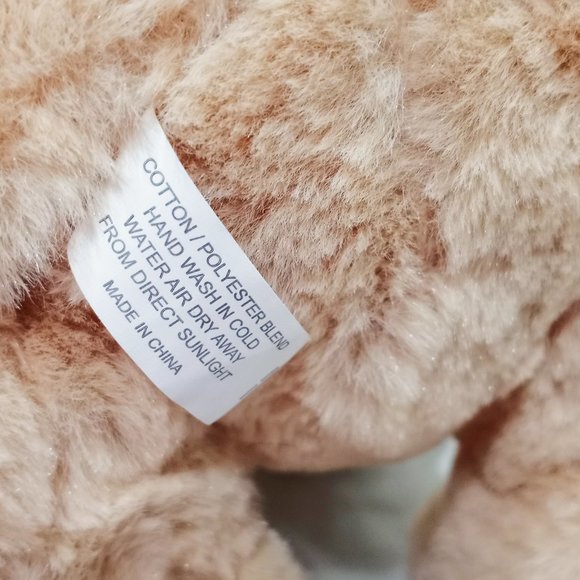 COTTON / POLYESTER BLEND
HAND WASH IN COLD
WATER AIR DRY AWAY
FROM DIRECT SUNLIGHT
MADE IN CHINA